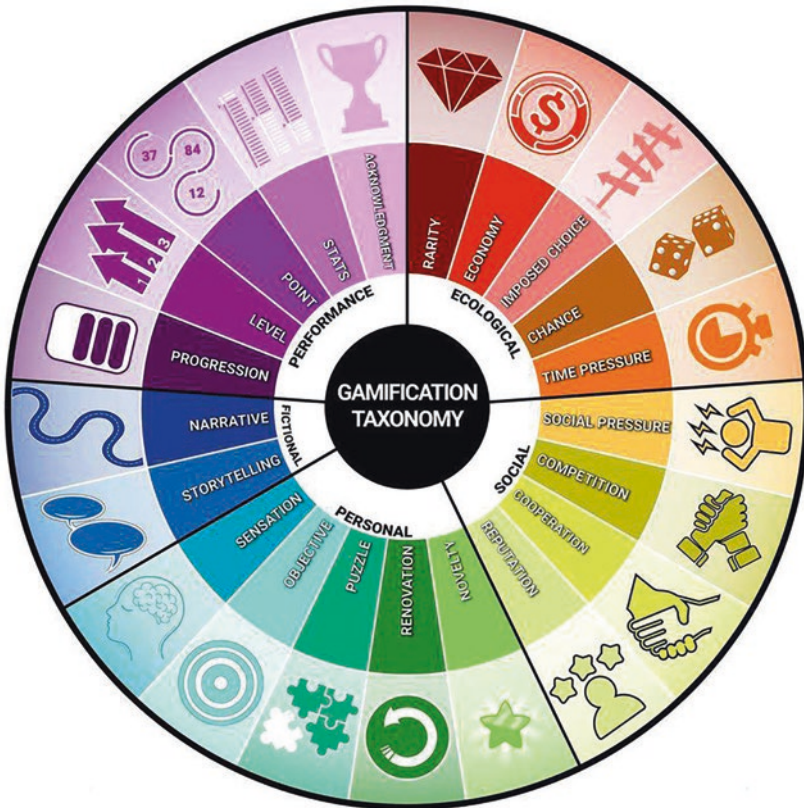 GAMIFICATION
TAXONOMY
PERFORMANCE
ECOLOGICAL
SOCIAL
PERSONAL
FICTIONAL
RARITY
ECONOMY
IMPOSED CHOICE
CHANCE
TIME PRESSURE
SOCIAL PRESSURE
COMPETITION
COOPERATION
REPUTATION
NOVELTY
RENOVATION
PUZZLE
OBJECTIVE
SENSATION
STORYTELLING
NARRATIVE
PROGRESSION
LEVEL
POINT
STATS
ACKNOWLEDGMENT
1 2 3
37
84
12
$